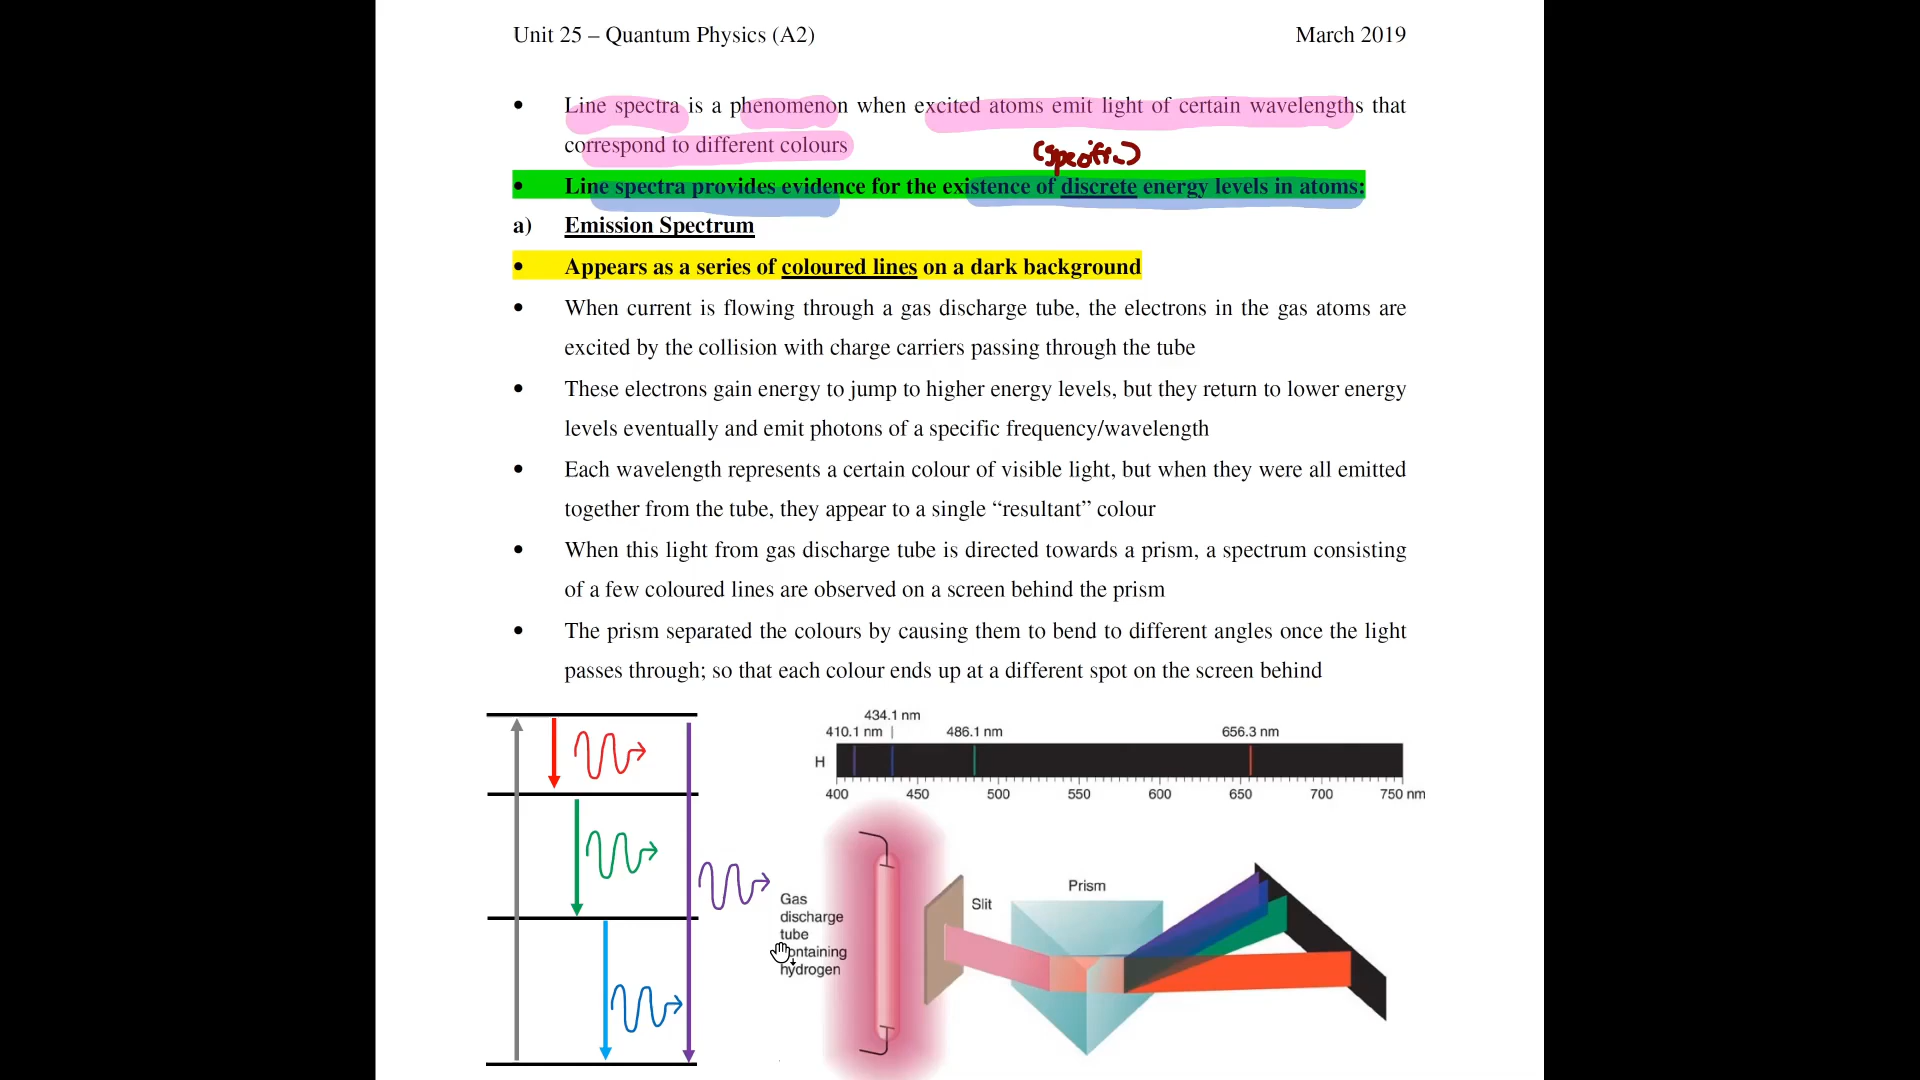 Unit 25 – Quantum Physics (A2) March 2019
• Line spectra is a phenomenon when excited atoms emit light of certain wavelengths that
correspond to different colours
(specific)
• Line spectra provides evidence for the existence of discrete energy levels in atoms:
a) Emission Spectrum
• Appears as a series of coloured lines on a dark background
• When current is flowing through a gas discharge tube, the electrons in the gas atoms are
excited by the collision with charge carriers passing through the tube
• These electrons gain energy to jump to higher energy levels, but they return to lower energy
levels eventually and emit photons of a specific frequency/wavelength
• Each wavelength represents a certain colour of visible light, but when they were all emitted
together from the tube, they appear to a single “resultant” colour
• When this light from gas discharge tube is directed towards a prism, a spectrum consisting
of a few coloured lines are observed on a screen behind the prism
• The prism separated the colours by causing them to bend to different angles once the light
passes through; so that each colour ends up at a different spot on the screen behind
434.1 nm
410.1 nm 486.1 nm 656.3 nm
H
400 450 500 550 600 650 700 750 nm
Prism
Slit
Gas
discharge
tube
containing
hydrogen